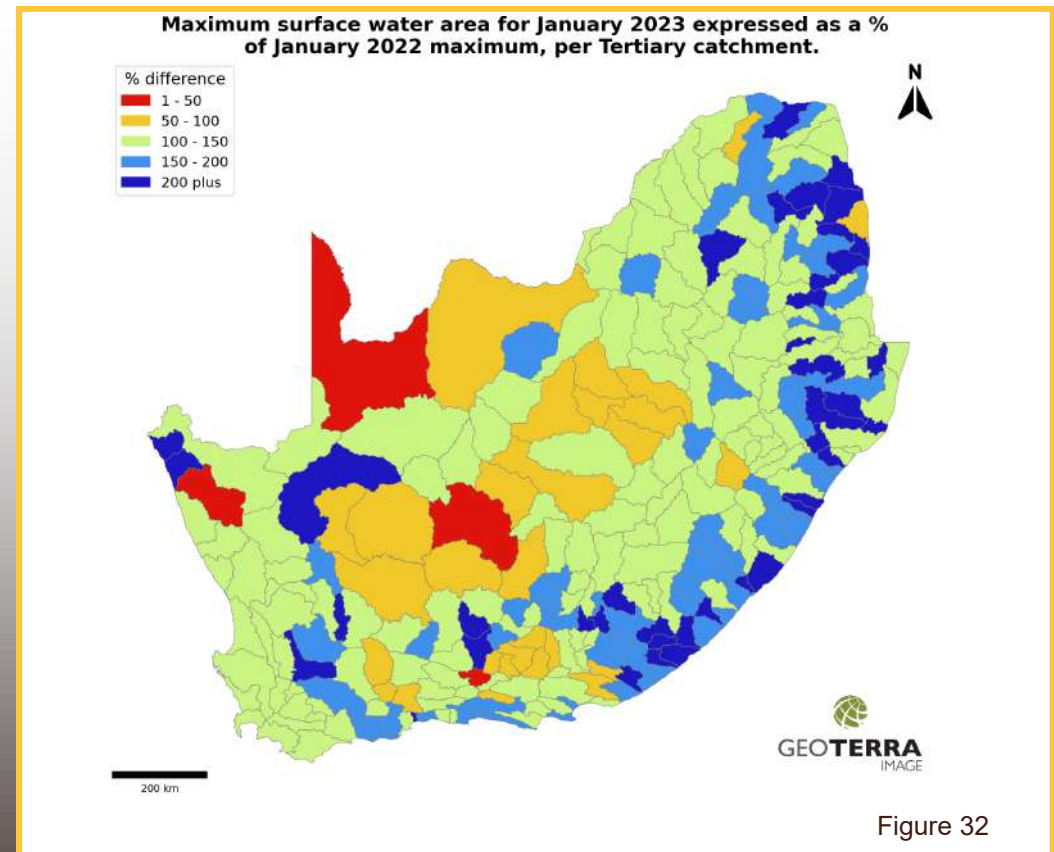 Maximum surface water area for January 2023 expressed as a %
of January 2022 maximum, per Tertiary catchment.
% difference
1 - 50
50 - 100
100 - 150
150 - 200
200 plus
N
GEOTERRA
IMAGE
200 km
Figure 32